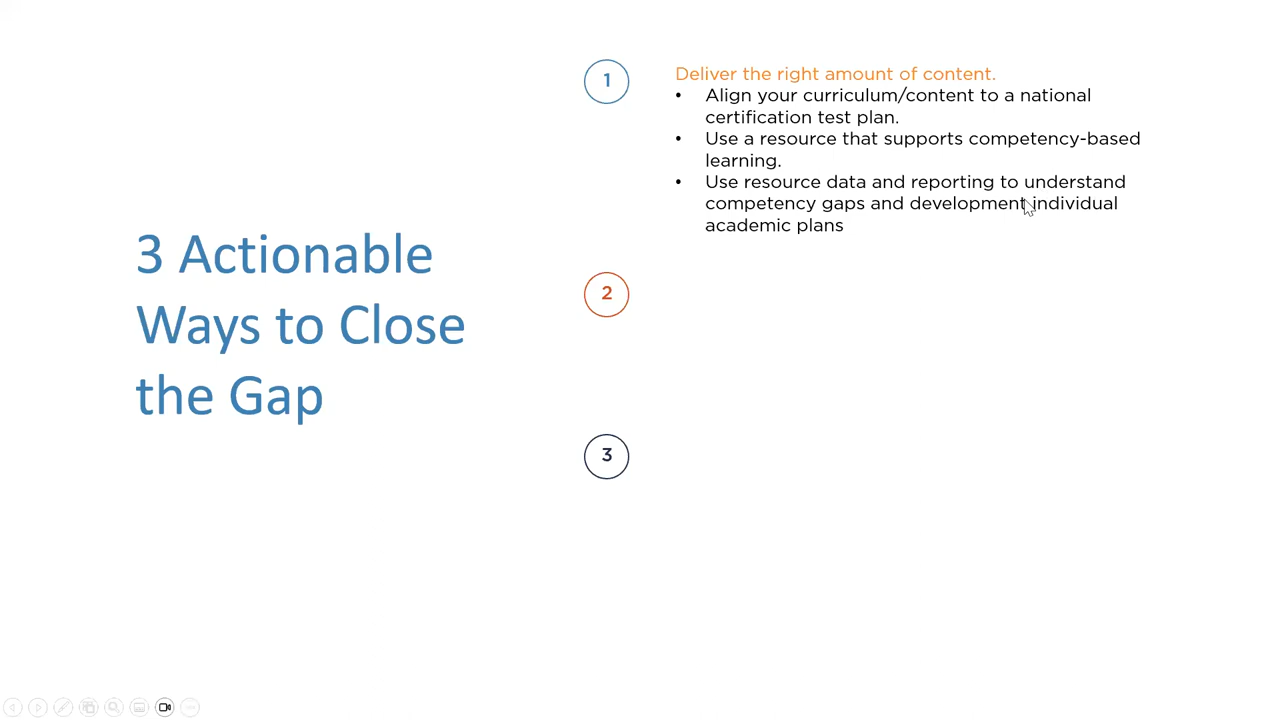 3 Actionable
Ways to Close
the Gap
1
Deliver the right amount of content.
• Align your curriculum/content to a national
certification test plan.
• Use a resource that supports competency-based
learning.
• Use resource data and reporting to understand
competency gaps and development individual
academic plans
2
3